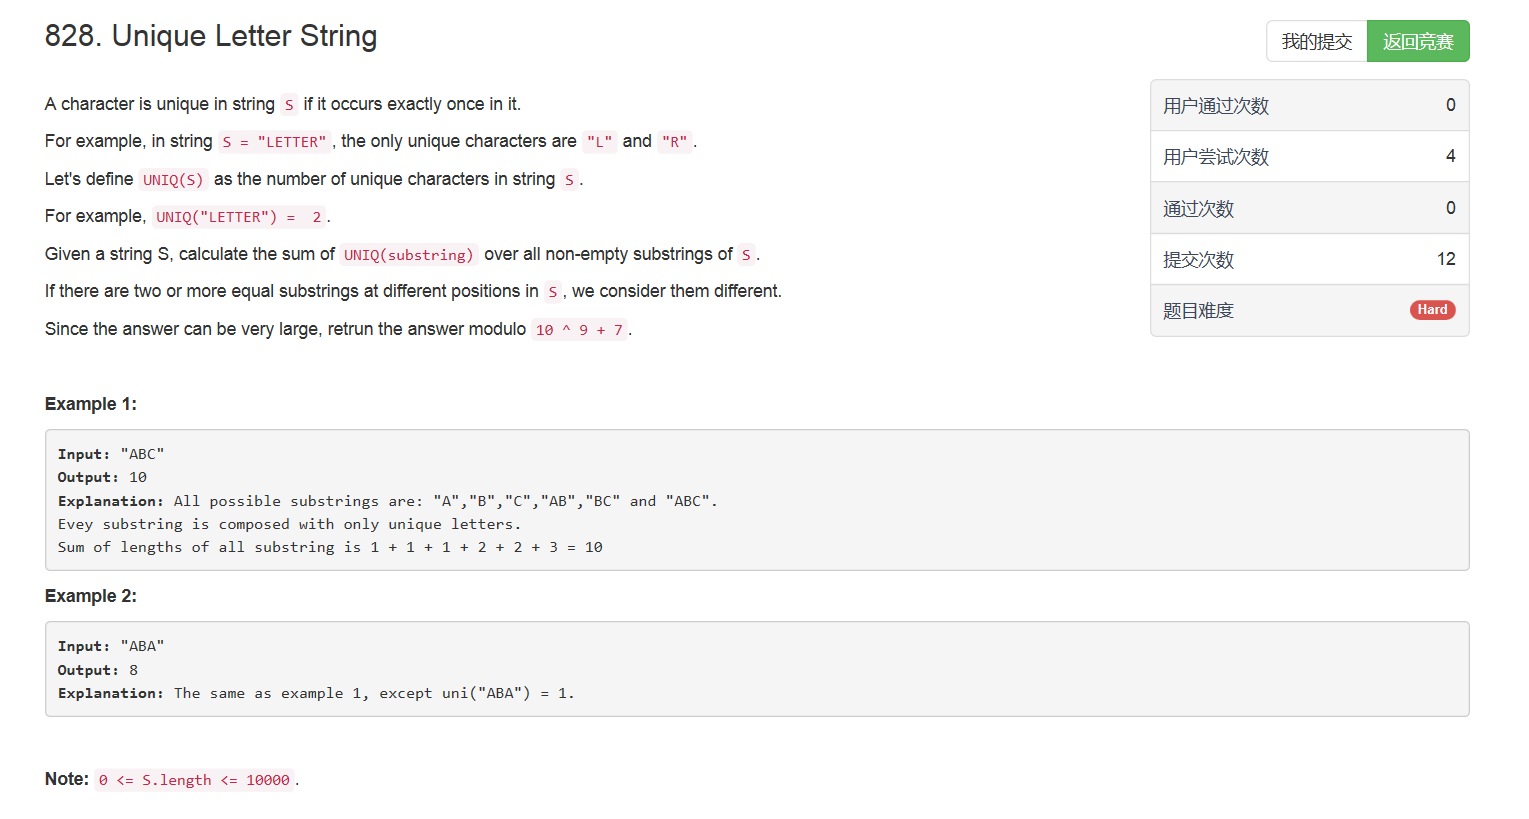 828. Unique Letter String
我的提交 返回竞赛
A character is unique in string S if it occurs exactly once in it.
For example, in string S = "LETTER" , the only unique characters are "L" and "R" .
Let's define UNIQ(S) as the number of unique characters in string S .
For example, UNIQ("LETTER") =  2 .
Given a string S, calculate the sum of UNIQ(substring) over all non-empty substrings of S .
If there are two or more equal substrings at different positions in S , we consider them different.
Since the answer can be very large, retrun the answer modulo 10 ^ 9 + 7 .
用户通过次数 0
用户尝试次数 4
通过次数 0
提交次数 12
题目难度 Hard
Example 1:
Input: "ABC"
Output: 10
Explanation: All possible substrings are: "A","B","C","AB","BC" and "ABC".
Evey substring is composed with only unique letters.
Sum of lengths of all substring is 1 + 1 + 1 + 2 + 2 + 3 = 10
Example 2:
Input: "ABA"
Output: 8
Explanation: The same as example 1, except uni("ABA") = 1.
Note: 0 <= S.length <= 10000 .